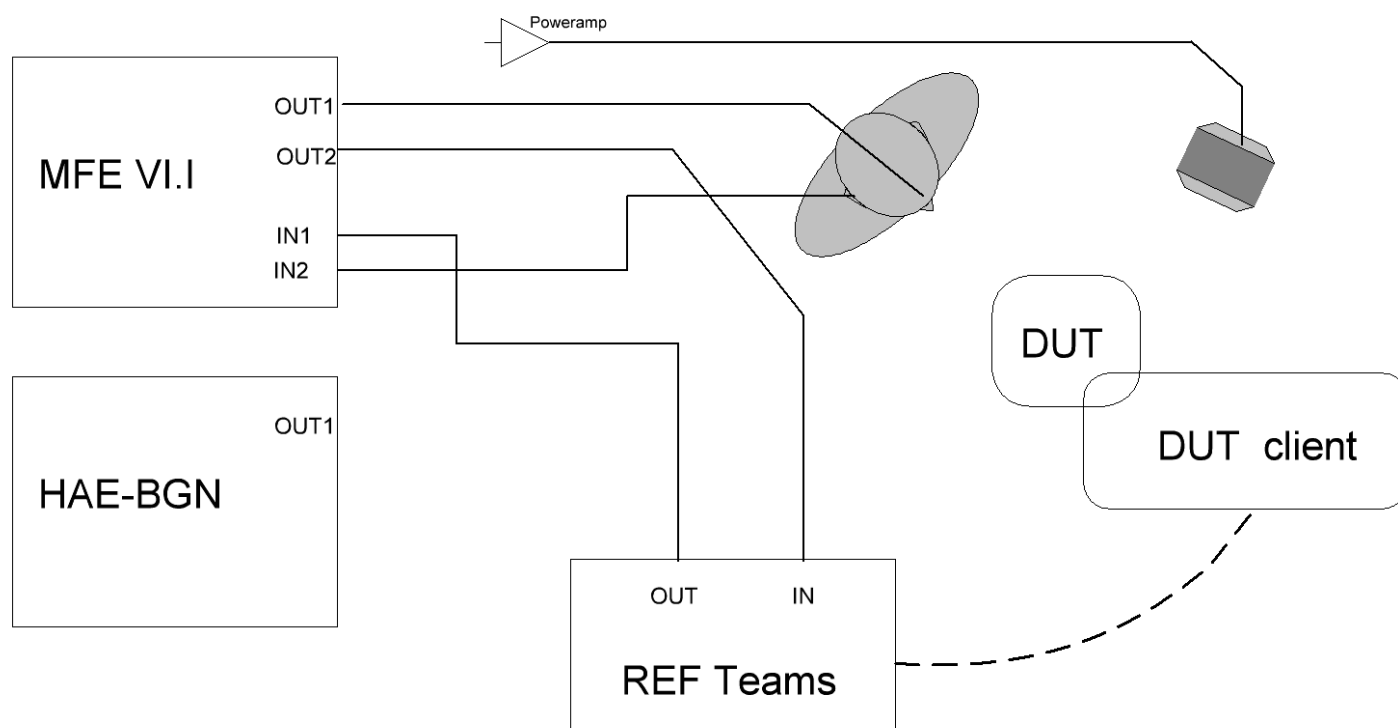 Poweramp
OUT1
OUT2
MFE VI.I
IN1
IN2
DUT
OUT1
DUT client
HAE-BGN
OUT IN
REF Teams